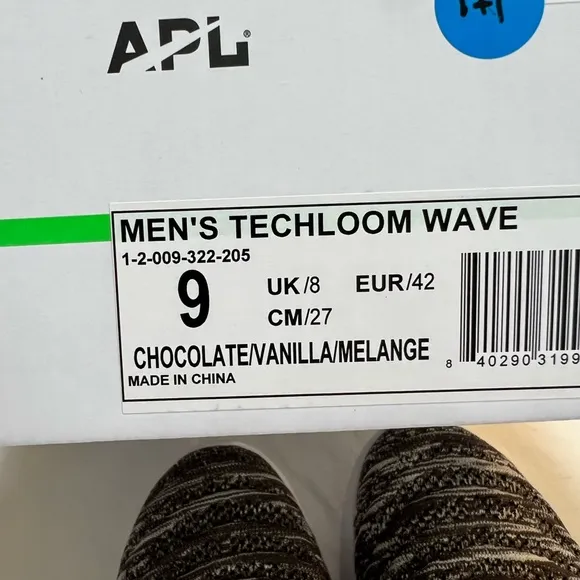 APL®
MEN'S TECHLOOM WAVE
1-2-009-322-205
9
UK/8 EUR/42
CM/27
CHOCOLATE/VANILLA/MELANGE
MADE IN CHINA
8 40290 3199